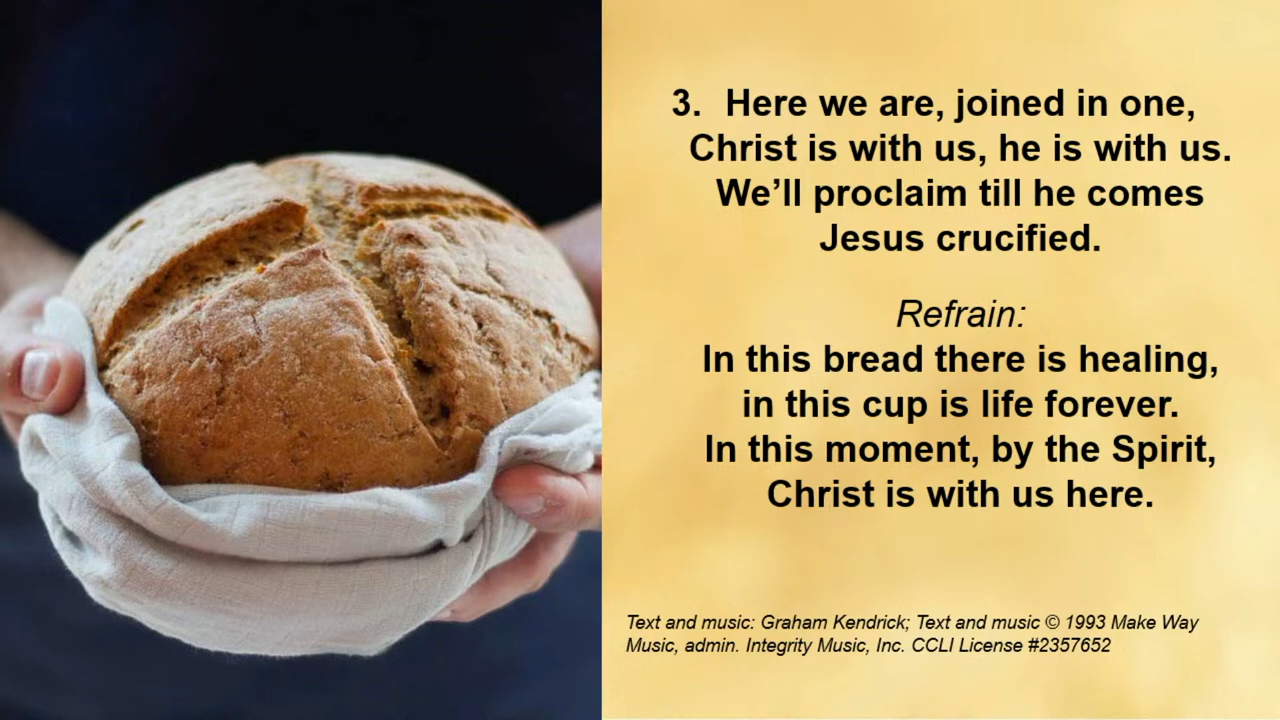 3. Here we are, joined in one,
Christ is with us, he is with us.
We’ll proclaim till he comes
Jesus crucified.
Refrain:
In this bread there is healing,
in this cup is life forever.
In this moment, by the Spirit,
Christ is with us here.
Text and music: Graham Kendrick; Text and music © 1993 Make Way
Music, admin. Integrity Music, Inc. CCLI License #2357652